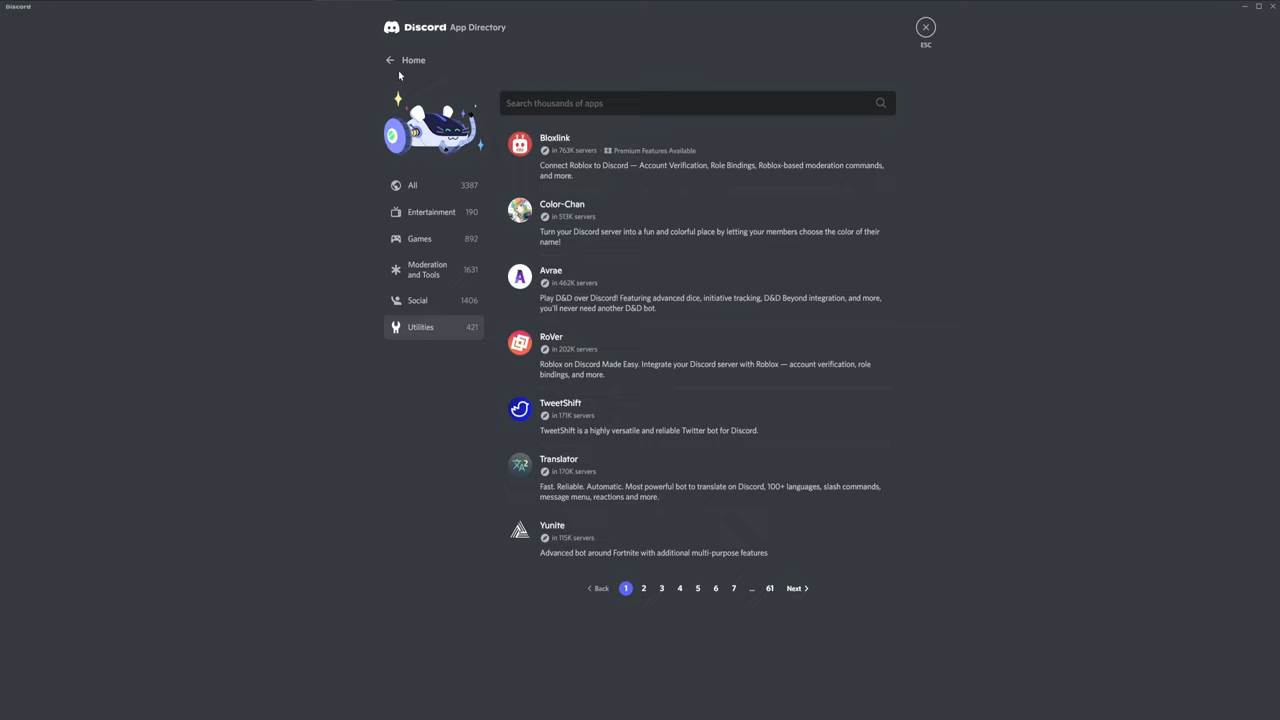 Discord
Discord App Directory
ESC
Home
Search thousands of apps
All 3387
Entertainment 190
Games 892
Moderation
and Tools 1631
Social 1406
Utilities 421
Bloxlink
in 763K servers · Premium Features Available
Connect Roblox to Discord — Account Verification, Role Bindings, Roblox-based moderation commands,
and more.
Color-Chan
in 513K servers
Turn your Discord server into a fun and colorful place by letting your members choose the color of their
name!
Avrae
in 462K servers
Play D&D over Discord! Featuring advanced dice, initiative tracking, D&D Beyond integration, and more,
you'll never need another D&D bot.
RoVer
in 202K servers
Roblox on Discord Made Easy. Integrate your Discord server with Roblox — account verification, role
bindings, and more.
TweetShift
in 171K servers
TweetShift is a highly versatile and reliable Twitter bot for Discord.
Translator
in 170K servers
Fast. Reliable. Automatic. Most powerful bot to translate on Discord, 100+ languages, slash commands,
message menu, reactions and more.
Yunite
in 115K servers
Advanced bot around Fortnite with additional multi-purpose features
Back 1 2 3 4 5 6 7 ... 61 Next